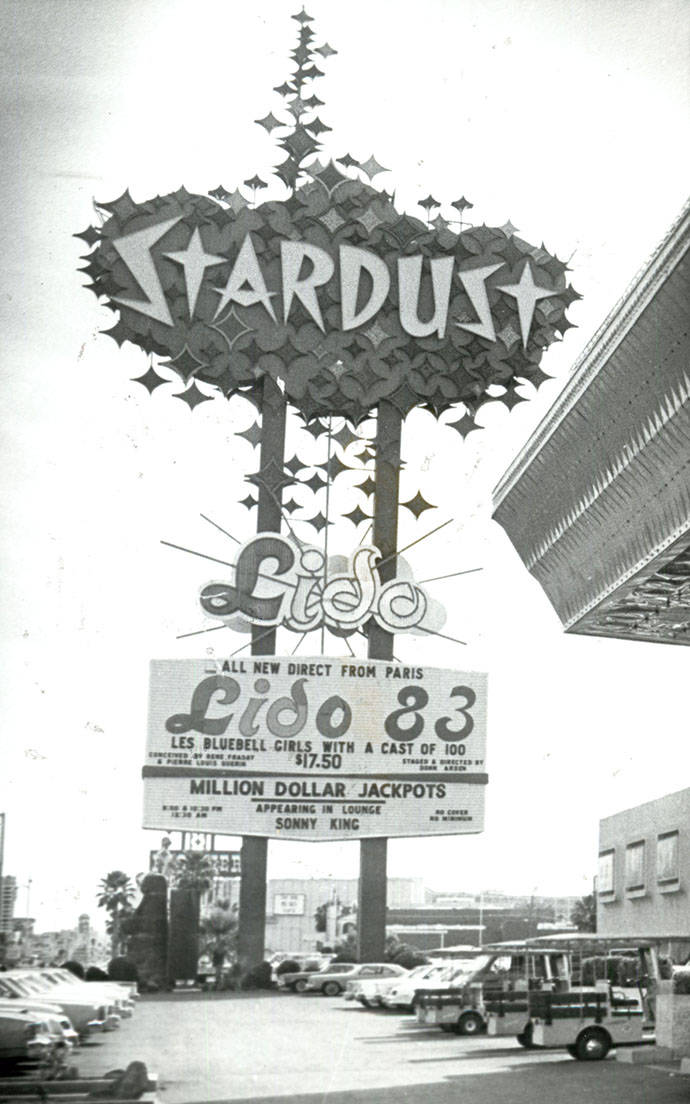 STARDUST
Lido
ALL NEW DIRECT FROM PARIS
Lido 83
LES BLUEBELL GIRLS WITH A CAST OF 100
CONCEIVED BY RENE FRADAY
& PIERRE LOUIS GUERIN
$17.50
STAGED & DIRECTED BY
DONN ARDEN
MILLION DOLLAR JACKPOTS
APPEARING IN LOUNGE
SONNY KING
NO COVER
NO MINIMUM